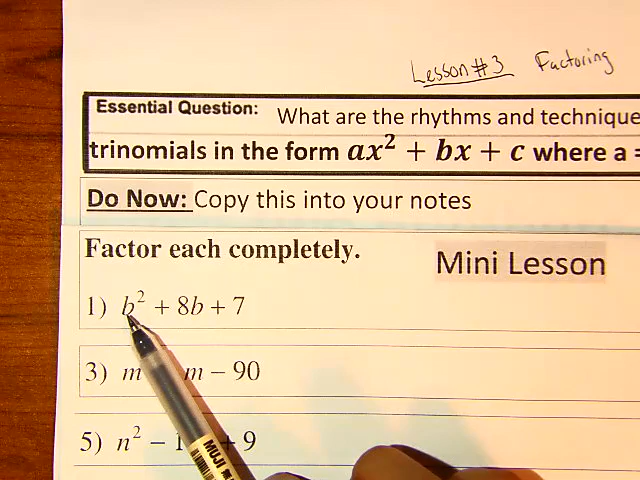 Lesson #3 Factoring
Essential Question: What are the rhythms and technique
trinomials in the form ax² + bx + c where a =
Do Now: Copy this into your notes
Factor each completely.
Mini Lesson
1) b² + 8b + 7
3) m m − 90
5) n² − 1 + 9
MUJI